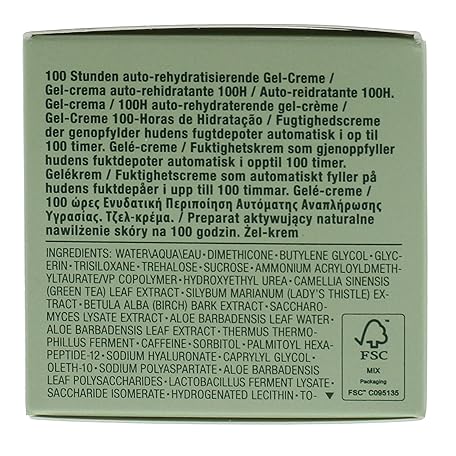 100 Stunden auto-rehydratisierende Gel-Creme /
Gel-crema auto-rehidratante 100H / Auto-reidratante 100H.
Gel-crema / 100H auto-rehydraterende gel-crème /
Gel-Creme 100-Horas de Hidratação / Fugtighedscreme
der genopfylder hudens fugtdepoter automatisk i op til
100 timer. Gelé-creme / Fuktighetskrem som gjenoppfyller
hudens fuktdepoter automatisk i opptil 100 timer.
Gelékrem / Fuktighetscreme som automatiskt fyller på
hudens fuktdepåer i upp till 100 timmar. Gelé-creme /
100 ώρες Ενυδατική Περιποίηση Αυτόματης Αναπλήρωσης
Υγρασίας. Τζελ-κρέμα. / Preparat aktywujący naturalne
nawilżenie skóry na 100 godzin. Żel-krem
INGREDIENTS: WATER\AQUA\EAU • DIMETHICONE • BUTYLENE GLYCOL • GLYC-
ERIN • TRISILOXANE • TREHALOSE • SUCROSE • AMMONIUM ACRYLOYLDMETH-
YLTAURATE/VP COPOLYMER • HYDROXYETHYL UREA • CAMELLIA SINENSIS
(GREEN TEA) LEAF EXTRACT • SILYBUM MARIANUM (LADY'S THISTLE) EX-
TRACT • BETULA ALBA (BIRCH) BARK EXTRACT • SACCHARO-
MYCES LYSATE EXTRACT • ALOE BARBADENSIS LEAF WATER •
ALOE BARBADENSIS LEAF EXTRACT • THERMUS THERMO-
PHILLUS FERMENT • CAFFEINE • SORBITOL • PALMITOYL HEXA-
PEPTIDE-12 • SODIUM HYALURONATE • CAPRYLYL GLYCOL •
OLETH-10 • SODIUM POLYASPARTATE • ALOE BARBADENSIS
LEAF POLYSACCHARIDES • LACTOBACILLUS FERMENT LYSATE •
SACCHARIDE ISOMERATE • HYDROGENATED LECITHIN • TO- ▼
FSC
MIX
Packaging
FSC™ C095135